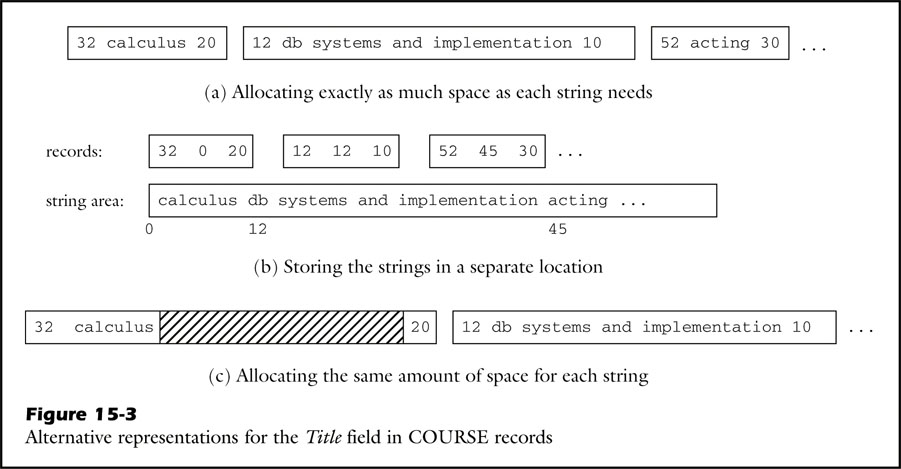 32 calculus 20 12 db systems and implementation 10 52 acting 30 ...
(a) Allocating exactly as much space as each string needs
records: 32 0 20 12 12 10 52 45 30 ...
string area: calculus db systems and implementation acting ...
0 12 45
(b) Storing the strings in a separate location
32 calculus 20 12 db systems and implementation 10 ...
(c) Allocating the same amount of space for each string
Figure 15-3
Alternative representations for the Title field in COURSE records